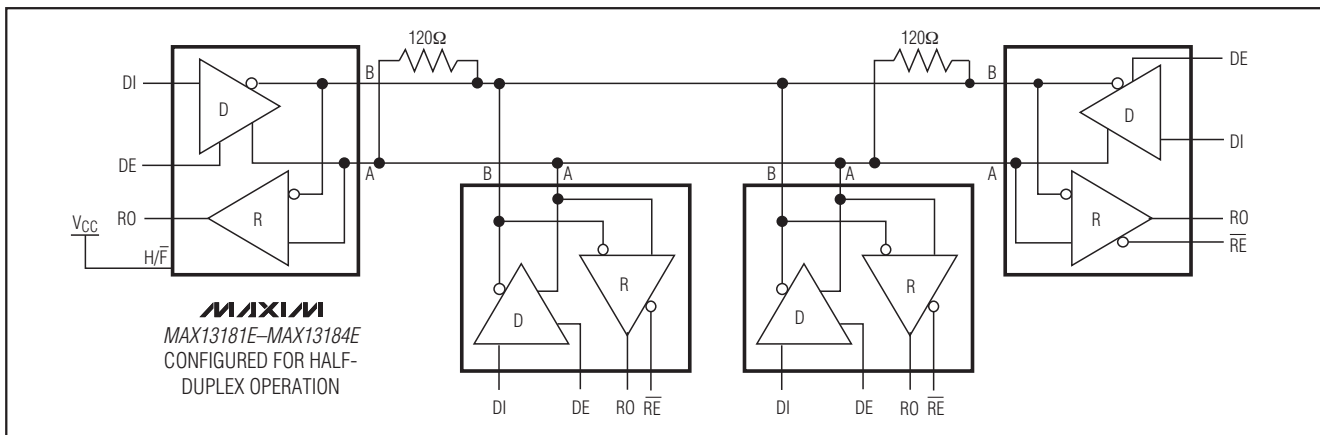 120Ω
120Ω
B
B
DE
DI
D
D
DI
DE
A
B
A
B
A
A
RO
R
R
RO
RE̅
VCC
H/F̅
R
R
D
D
MAXIM
MAX13181E–MAX13184E
CONFIGURED FOR HALF-
DUPLEX OPERATION
DI
DE
RO
RE̅
DI
DE
RO
RE̅